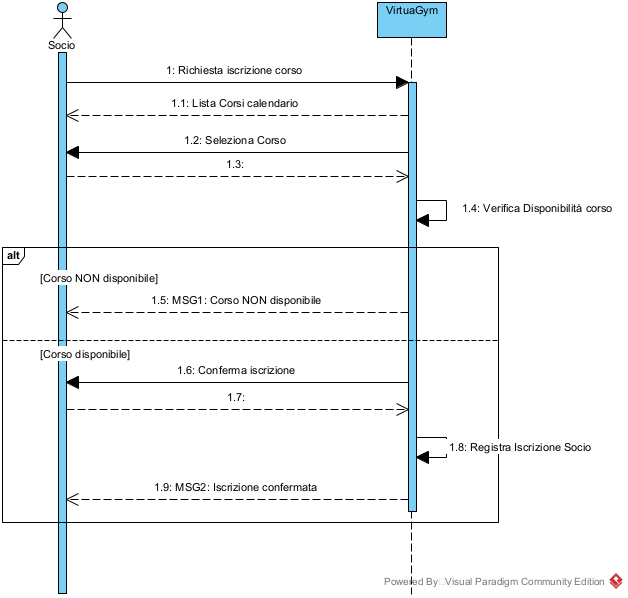 VirtuaGym
Socio
1: Richiesta iscrizione corso
1.1: Lista Corsi calendario
1.2: Seleziona Corso
1.3:
1.4: Verifica Disponibilità corso
alt
[Corso NON disponibile]
1.5: MSG1: Corso NON disponibile
[Corso disponibile]
1.6: Conferma iscrizione
1.7:
1.8: Registra Iscrizione Socio
1.9: MSG2: Iscrizione confermata
Powered By□Visual Paradigm Community Edition